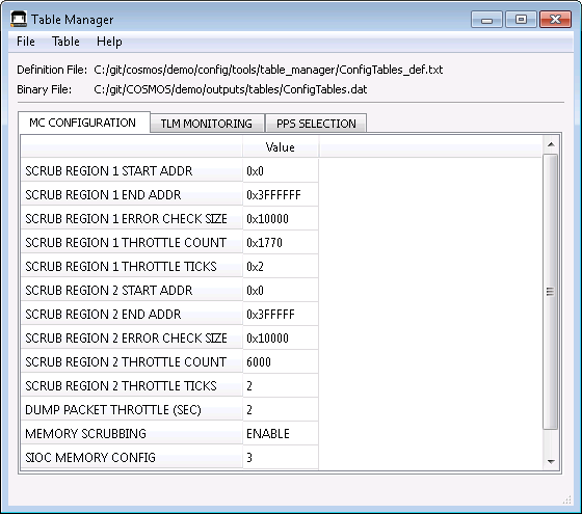 Table Manager
File Table Help
Definition File: C:/git/cosmos/demo/config/tools/table_manager/ConfigTables_def.txt
Binary File: C:/git/COSMOS/demo/outputs/tables/ConfigTables.dat
MC CONFIGURATION TLM MONITORING PPS SELECTION
Value
SCRUB REGION 1 START ADDR 0x0
SCRUB REGION 1 END ADDR 0x3FFFFFF
SCRUB REGION 1 ERROR CHECK SIZE 0x10000
SCRUB REGION 1 THROTTLE COUNT 0x1770
SCRUB REGION 1 THROTTLE TICKS 0x2
SCRUB REGION 2 START ADDR 0x0
SCRUB REGION 2 END ADDR 0x3FFFFF
SCRUB REGION 2 ERROR CHECK SIZE 0x10000
SCRUB REGION 2 THROTTLE COUNT 6000
SCRUB REGION 2 THROTTLE TICKS 2
DUMP PACKET THROTTLE (SEC) 2
MEMORY SCRUBBING ENABLE
SIOC MEMORY CONFIG 3